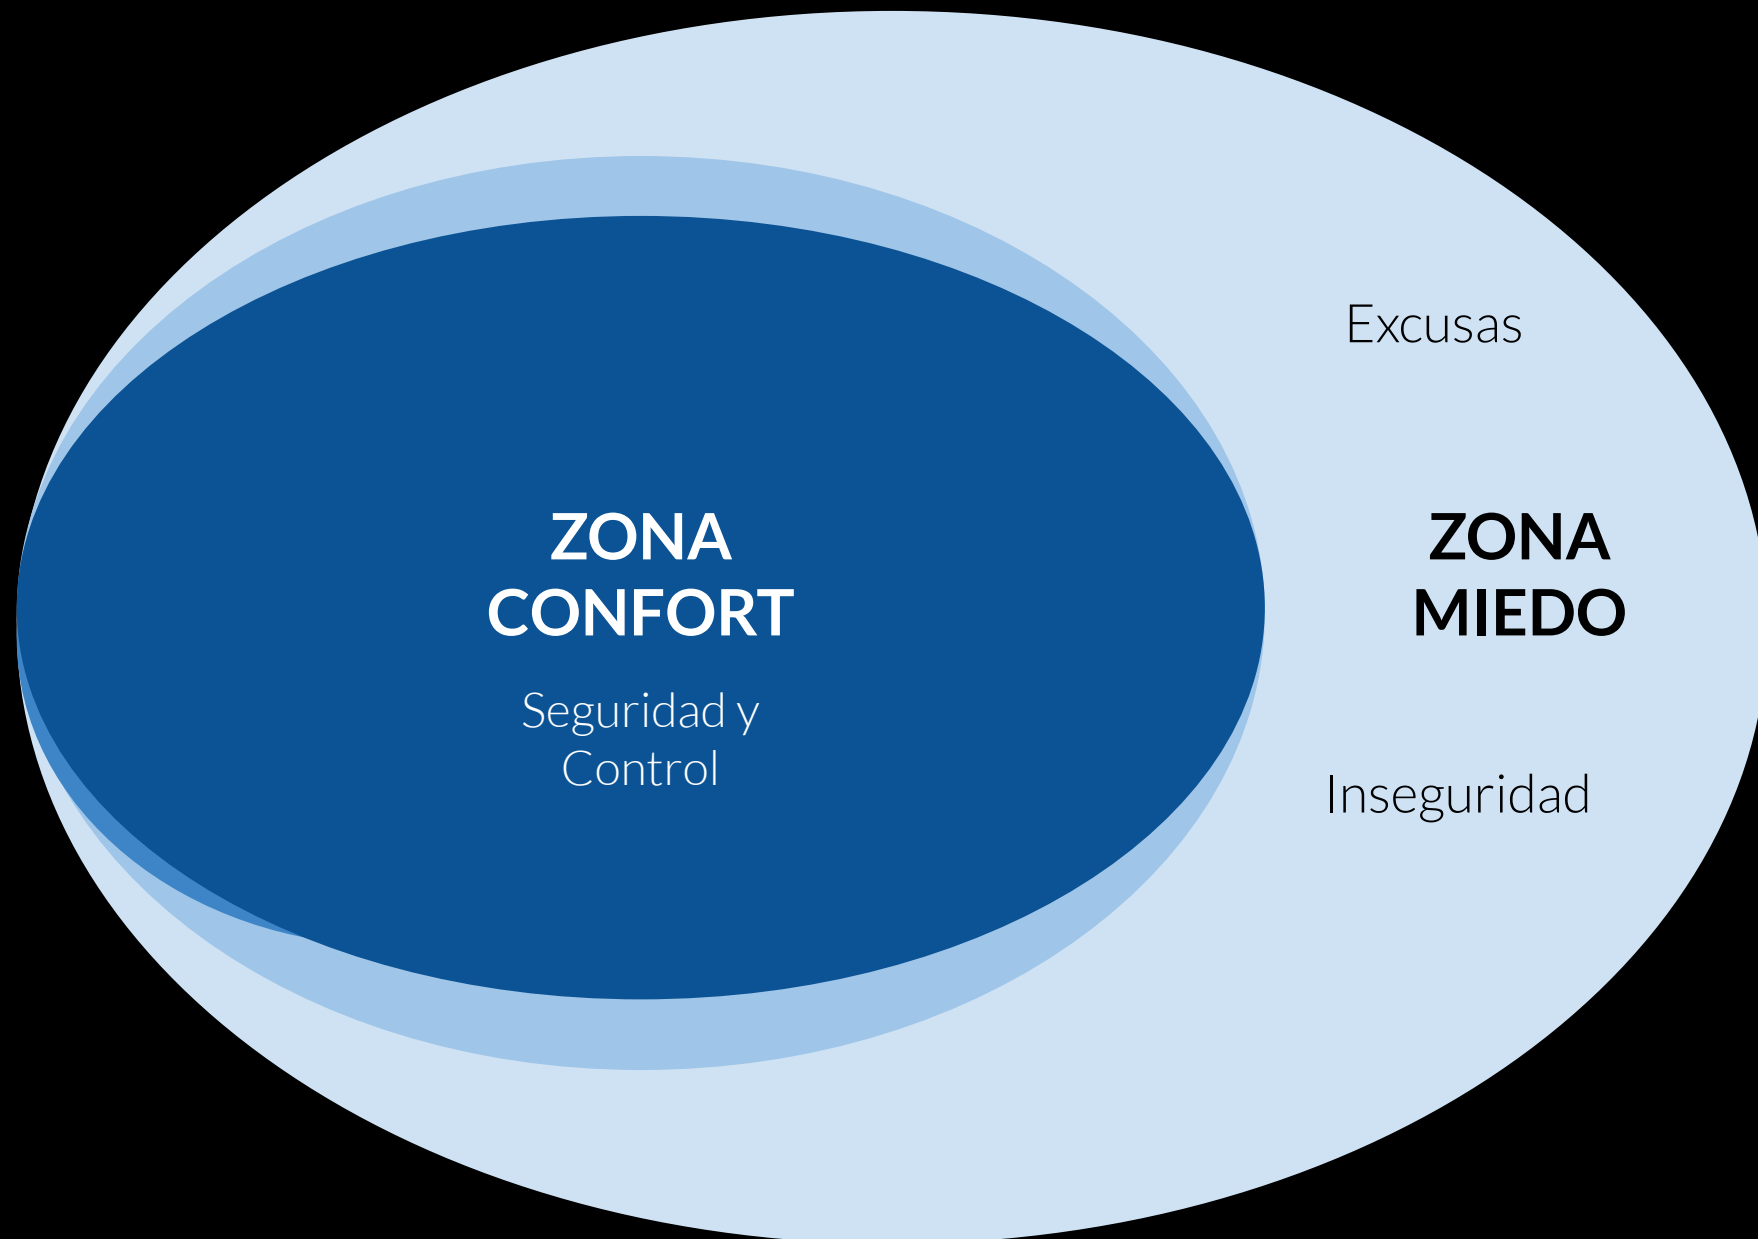 ZONA
CONFORT
Seguridad y
Control
Excusas
ZONA
MIEDO
Inseguridad